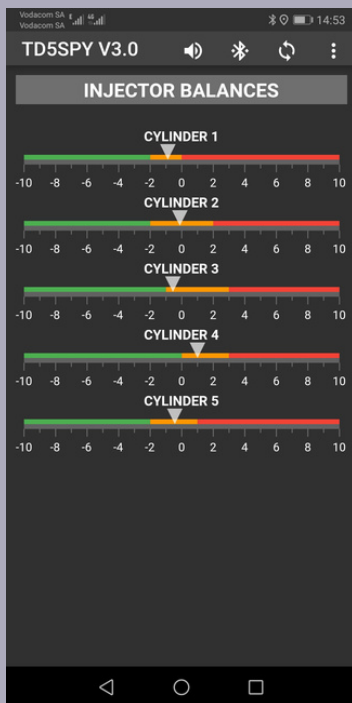 Vodacom SA
Vodacom SA
14:53
TD5SPY V3.0
INJECTOR BALANCES
CYLINDER 1
-10 -8 -6 -4 -2 0 2 4 6 8 10
CYLINDER 2
-10 -8 -6 -4 -2 0 2 4 6 8 10
CYLINDER 3
-10 -8 -6 -4 -2 0 2 4 6 8 10
CYLINDER 4
-10 -8 -6 -4 -2 0 2 4 6 8 10
CYLINDER 5
-10 -8 -6 -4 -2 0 2 4 6 8 10